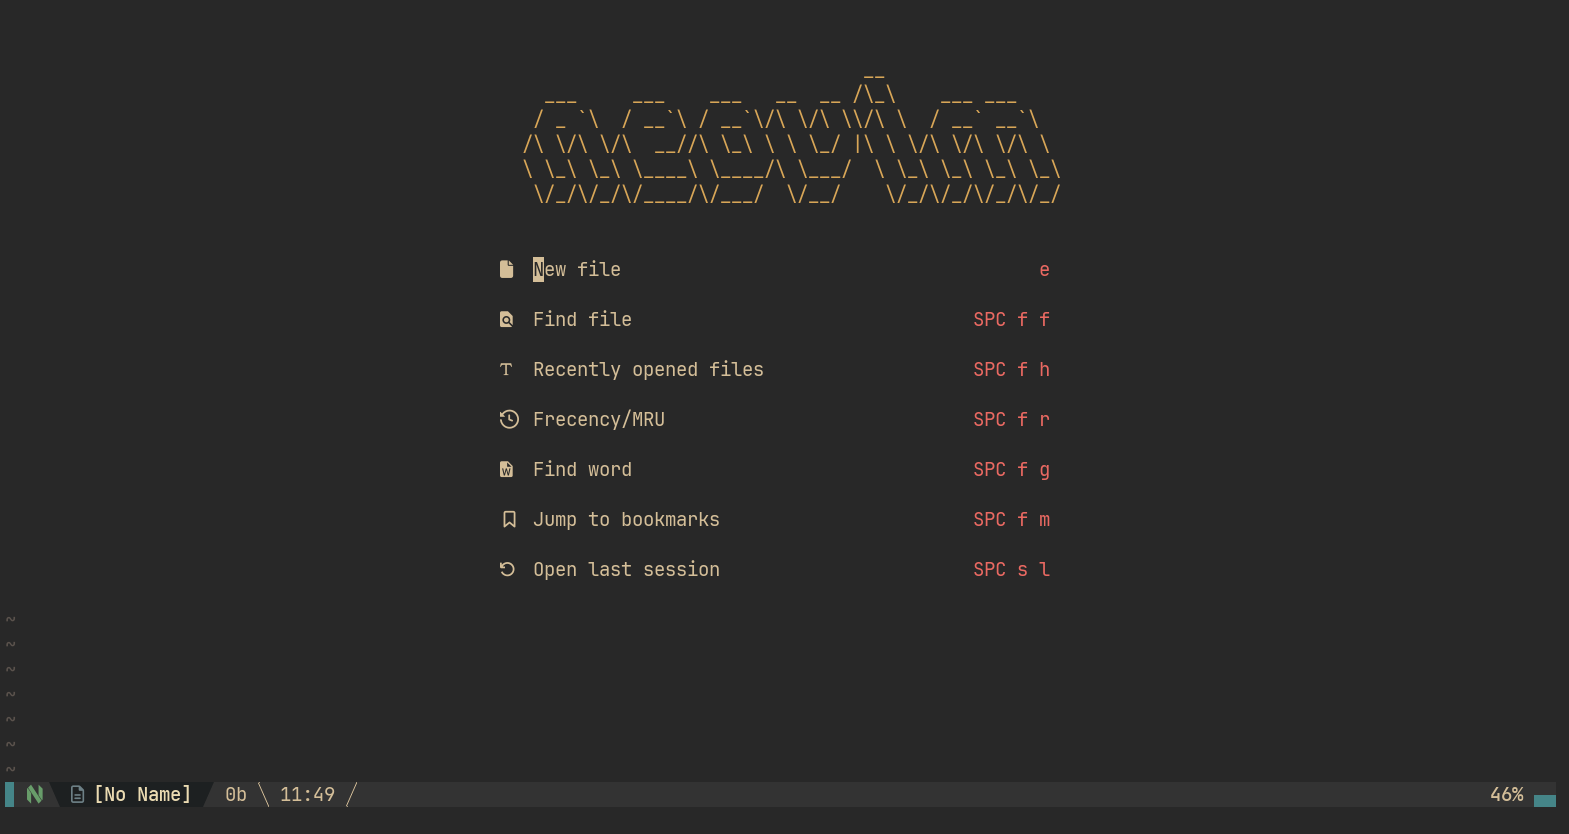 neovim
New file e
Find file SPC f f
Recently opened files SPC f h
Frecency/MRU SPC f r
Find word SPC f g
Jump to bookmarks SPC f m
Open last session SPC s l
~
~
~
~
~
~
~
[No Name] 0b \ 11:49 / 46%